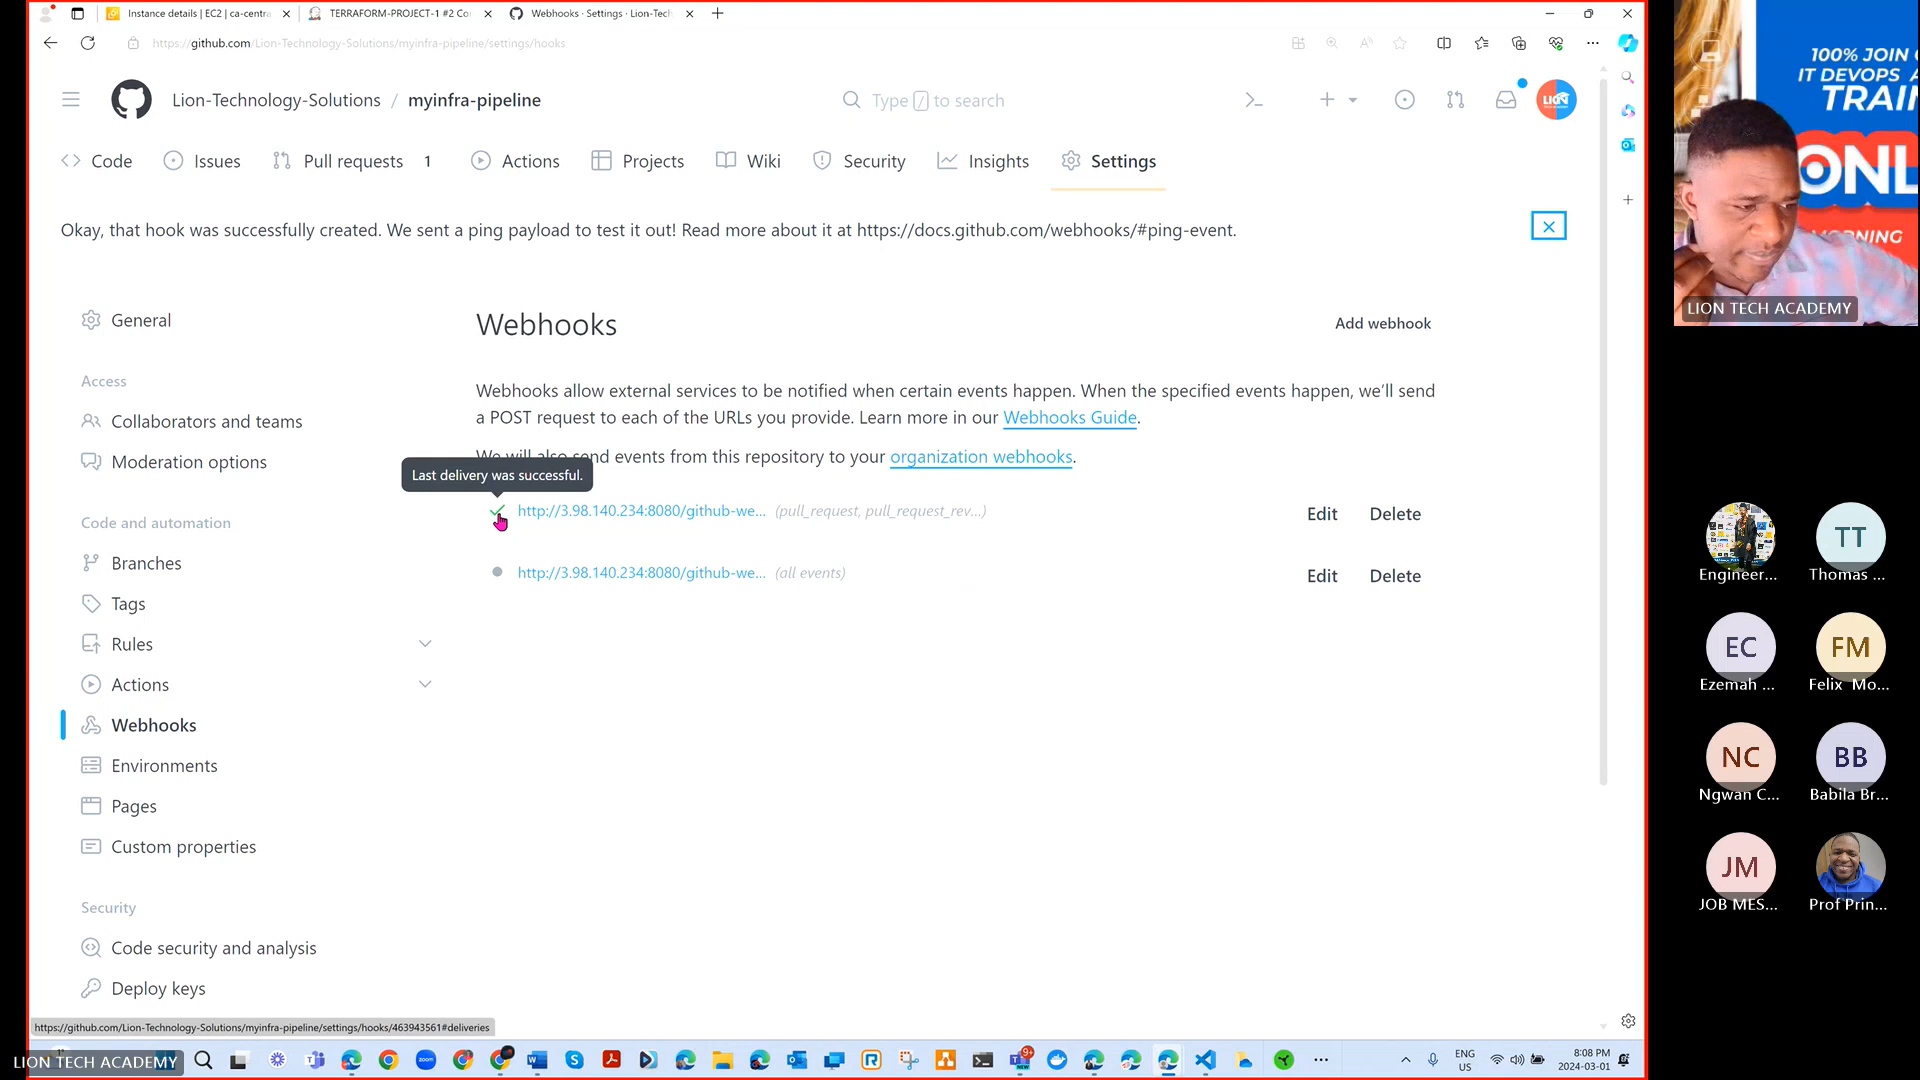 Instance details | EC2 | ca-centra
TERRAFORM-PROJECT-1 #2 Co
Webhooks · Settings · Lion-Tech
https://github.com/Lion-Technology-Solutions/myinfra-pipeline/settings/hooks
Lion-Technology-Solutions / myinfra-pipeline
Type / to search
LION
Code
Issues
Pull requests 1
Actions
Projects
Wiki
Security
Insights
Settings
Okay, that hook was successfully created. We sent a ping payload to test it out! Read more about it at https://docs.github.com/webhooks/#ping-event.
General
Access
Collaborators and teams
Moderation options
Code and automation
Branches
Tags
Rules
Actions
Webhooks
Environments
Pages
Custom properties
Security
Code security and analysis
Deploy keys
Webhooks
Add webhook
Webhooks allow external services to be notified when certain events happen. When the specified events happen, we'll send
a POST request to each of the URLs you provide. Learn more in our Webhooks Guide.
We will also send events from this repository to your organization webhooks.
Last delivery was successful.
http://3.98.140.234:8080/github-we... (pull_request, pull_request_rev...)
Edit
Delete
http://3.98.140.234:8080/github-we... (all events)
Edit
Delete
https://github.com/Lion-Technology-Solutions/myinfra-pipeline/settings/hooks/463943561#deliveries
LION TECH ACADEMY
zoom
9+
NEW
ENG
US
8:08 PM
2024-03-01
100% JOIN
IT DEVOPS
TRAIN
ONL
MORNING
LION TECH ACADEMY
Engineer...
TT
Thomas ...
EC
Ezemah ...
FM
Felix Mo...
NC
Ngwan C...
BB
Babila Br...
JM
JOB MES...
Prof Prin...